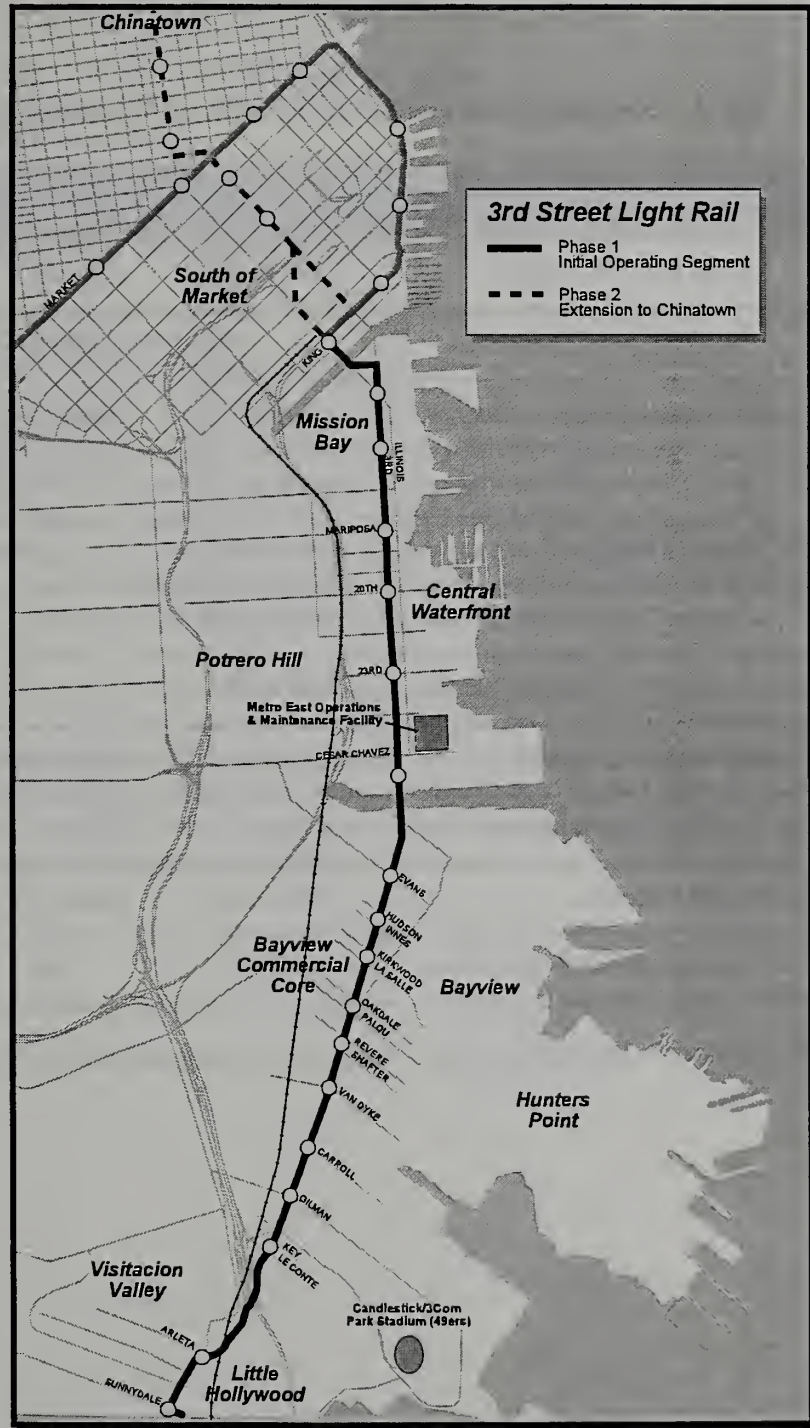 Chinatown
3rd Street Light Rail
Phase 1
Initial Operating Segment
Phase 2
Extension to Chinatown
South of
Market
MARKET
KING
Mission
Bay
ILLINOIS
3RD
MARIPOSA
20TH
Central
Waterfront
Potrero Hill
23RD
Metro East Operations
& Maintenance Facility
CESAR CHAVEZ
EVANS
HUDSON
INNES
Bayview
Commercial
Core
KIRKWOOD
LA SALLE
Bayview
OAKDALE
PALOU
REVERE
SHAFTER
VAN DYKE
Hunters
Point
CARROLL
GILMAN
KEY
LE CONTE
Visitacion
Valley
Candlestick/3Com
Park Stadium (49ers)
ARLETA
Little
Hollywood
SUNNYDALE